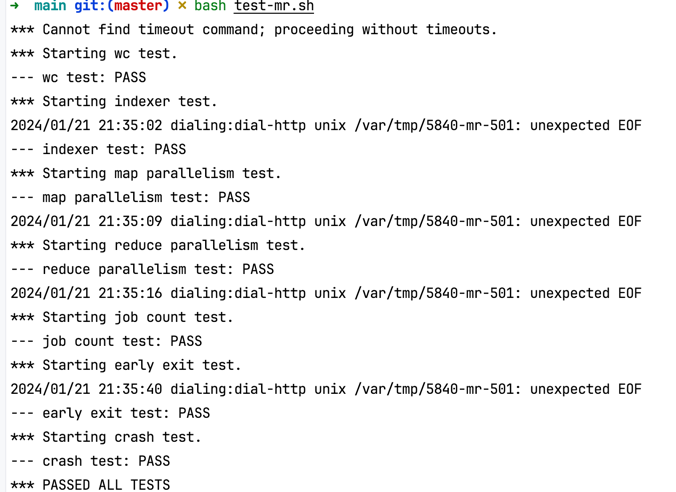 → main git:(master) ✕ bash test-mr.sh
*** Cannot find timeout command; proceeding without timeouts.
*** Starting wc test.
--- wc test: PASS
*** Starting indexer test.
2024/01/21 21:35:02 dialing:dial-http unix /var/tmp/5840-mr-501: unexpected EOF
--- indexer test: PASS
*** Starting map parallelism test.
--- map parallelism test: PASS
2024/01/21 21:35:09 dialing:dial-http unix /var/tmp/5840-mr-501: unexpected EOF
*** Starting reduce parallelism test.
--- reduce parallelism test: PASS
2024/01/21 21:35:16 dialing:dial-http unix /var/tmp/5840-mr-501: unexpected EOF
*** Starting job count test.
--- job count test: PASS
*** Starting early exit test.
2024/01/21 21:35:40 dialing:dial-http unix /var/tmp/5840-mr-501: unexpected EOF
--- early exit test: PASS
*** Starting crash test.
--- crash test: PASS
*** PASSED ALL TESTS